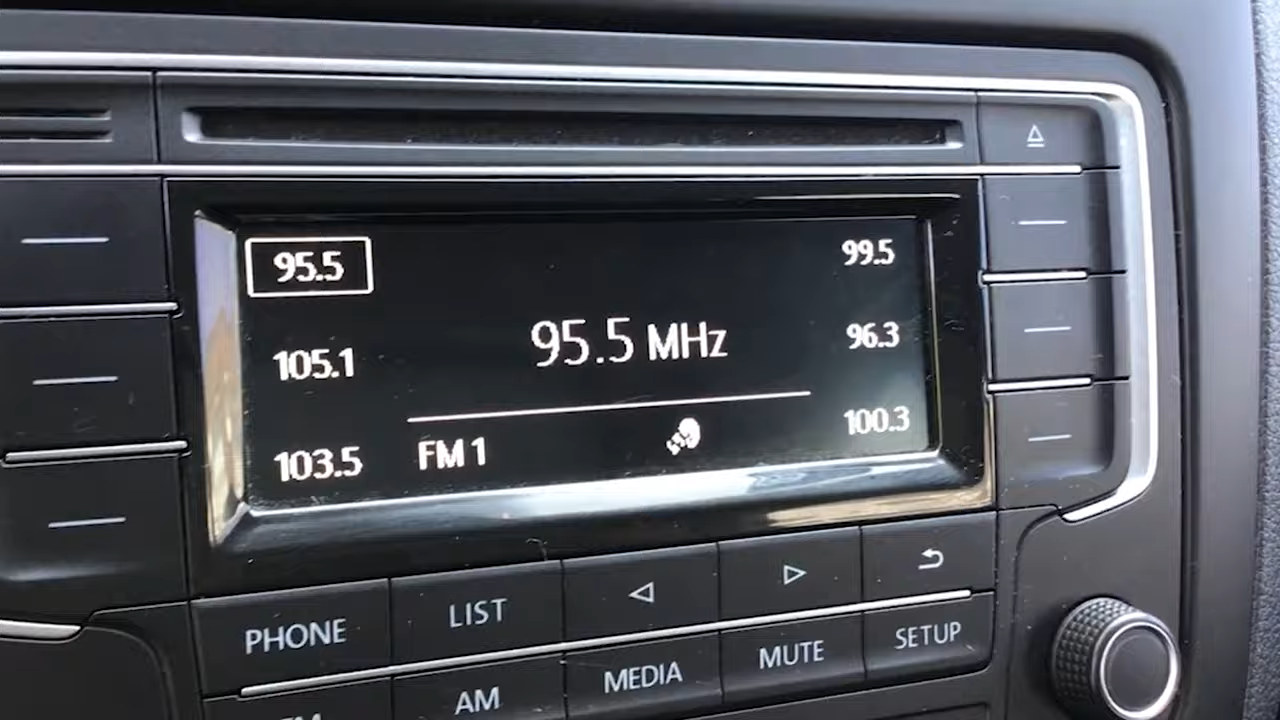 95.5
99.5
95.5 MHz
105.1
96.3
103.5
FM 1
100.3
PHONE
LIST
MUTE
SETUP
AM
MEDIA